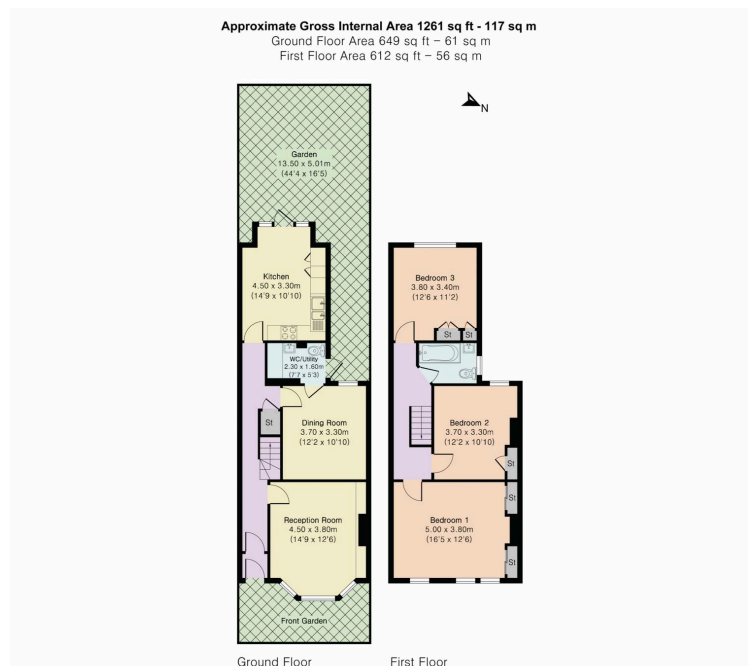 Approximate Gross Internal Area 1261 sq ft - 117 sq m
Ground Floor Area 649 sq ft – 61 sq m
First Floor Area 612 sq ft – 56 sq m
N
Garden
13.50 x 5.01m
(44'4 x 16'5)
Kitchen
4.50 x 3.30m
(14'9 x 10'10)
WC/Utility
2.30 x 1.60m
(7'7 x 5'3)
St
Dining Room
3.70 x 3.30m
(12'2 x 10'10)
Reception Room
4.50 x 3.80m
(14'9 x 12'6)
Front Garden
Ground Floor
Bedroom 3
3.80 x 3.40m
(12'6 x 11'2)
St
St
Bedroom 2
3.70 x 3.30m
(12'2 x 10'10)
St
St
Bedroom 1
5.00 x 3.80m
(16'5 x 12'6)
St
First Floor